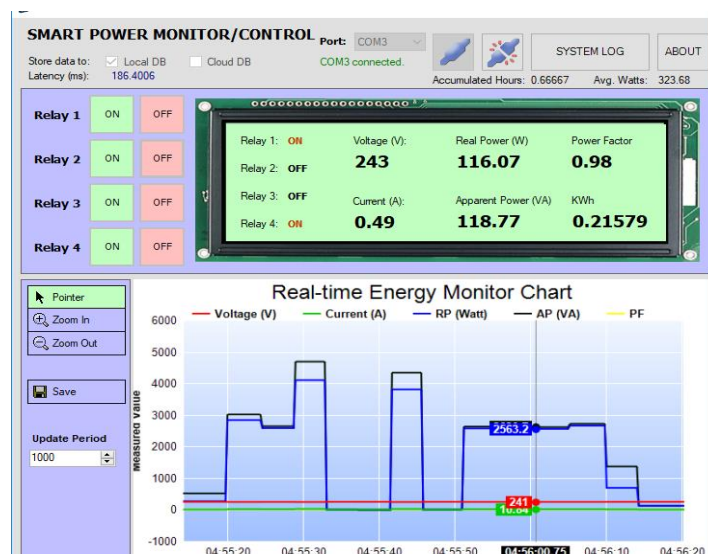 SMART POWER MONITOR/CONTROL
Port: COM3
Store data to: Local DB Cloud DB
COM3 connected.
SYSTEM LOG
ABOUT
Latency (ms): 186.4006
Accumulated Hours: 0.66667 Avg. Watts: 323.68
Relay 1 ON OFF
Relay 2 ON OFF
Relay 3 ON OFF
Relay 4 ON OFF
Relay 1: ON Voltage (V): Real Power (W) Power Factor
243 116.07 0.98
Relay 2: OFF
Relay 3: OFF Current (A): Apparent Power (VA) KWh
Relay 4: ON 0.49 118.77 0.21579
Pointer
Zoom In
Zoom Out
Save
Update Period
1000
Real-time Energy Monitor Chart
Voltage (V) Current (A) RP (Watt) AP (VA) PF
Measured value
6000
5000
4000
3000
2000
1000
0
-1000
2563.2
241
10.84
04:55:20 04:55:30 04:55:40 04:55:50 04:56:00.75 04:56:10 04:56:20